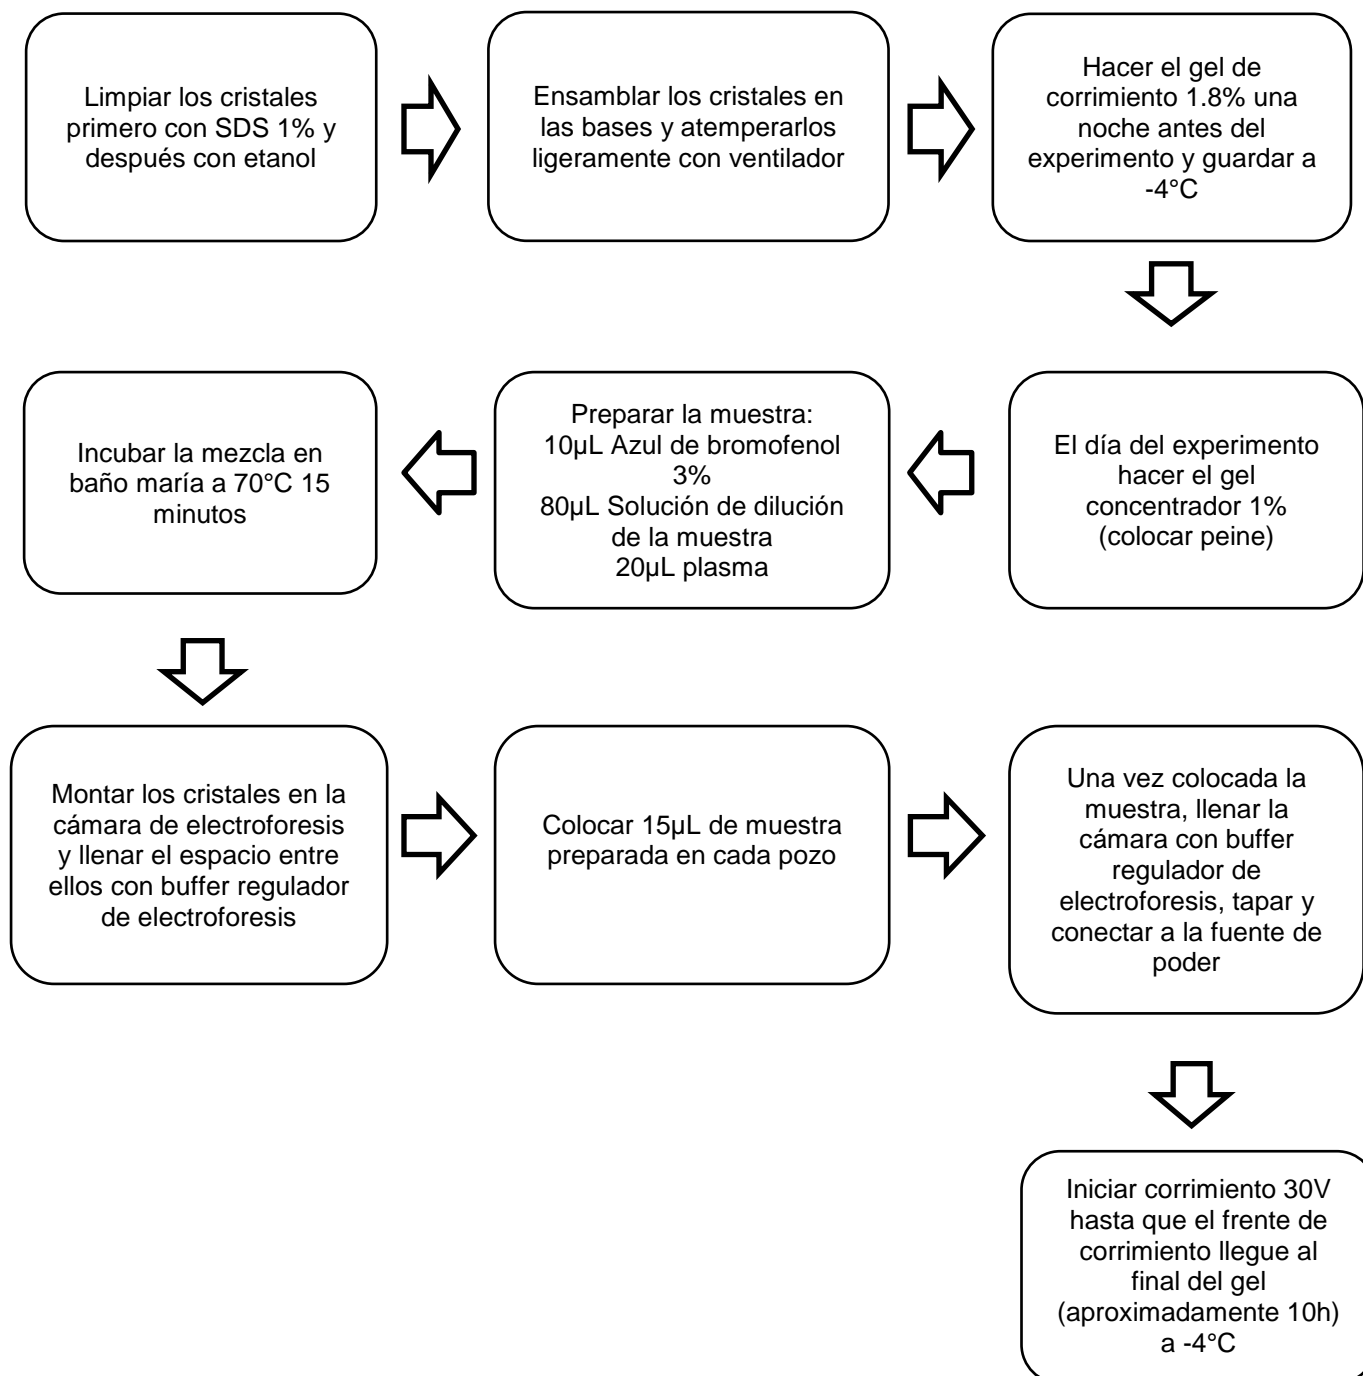 Limpiar los cristales
primero con SDS 1% y
después con etanol
Ensamblar los cristales en
las bases y atemperarlos
ligeramente con ventilador
Hacer el gel de
corrimiento 1.8% una
noche antes del
experimento y guardar a
-4°C
El día del experimento
hacer el gel
concentrador 1%
(colocar peine)
Preparar la muestra:
10µL Azul de bromofenol
3%
80µL Solución de dilución
de la muestra
20µL plasma
Incubar la mezcla en
baño maría a 70°C 15
minutos
Montar los cristales en la
cámara de electroforesis
y llenar el espacio entre
ellos con buffer regulador
de electroforesis
Colocar 15µL de muestra
preparada en cada pozo
Una vez colocada la
muestra, llenar la
cámara con buffer
regulador de
electroforesis, tapar y
conectar a la fuente de
poder
Iniciar corrimiento 30V
hasta que el frente de
corrimiento llegue al
final del gel
(aproximadamente 10h)
a -4°C